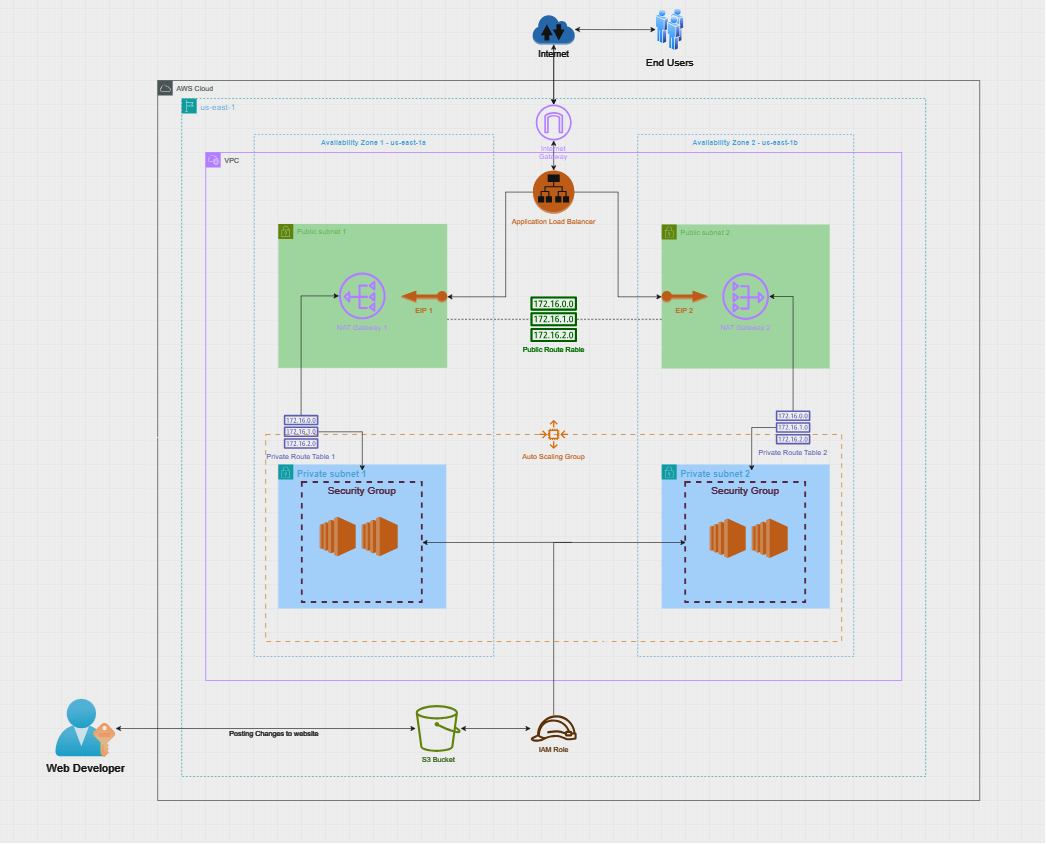 Internet
End Users
AWS Cloud
us-east-1
Availability Zone 1 - us-east-1a
Availability Zone 2 - us-east-1b
Internet
Gateway
VPC
Application Load Balancer
Public subnet 1
Public subnet 2
172.16.0.0
172.16.1.0
172.16.2.0
EIP 1
EIP 2
NAT Gateway 1
NAT Gateway 2
Public Route Rable
172.16.0.0
172.16.1.0
172.16.2.0
172.16.0.0
172.16.1.0
172.16.2.0
Private Route Table 1
Auto Scaling Group
Private Route Table 2
Private subnet 1
Private subnet 2
Security Group
Security Group
Posting Changes to website
IAM Role
S3 Bucket
Web Developer